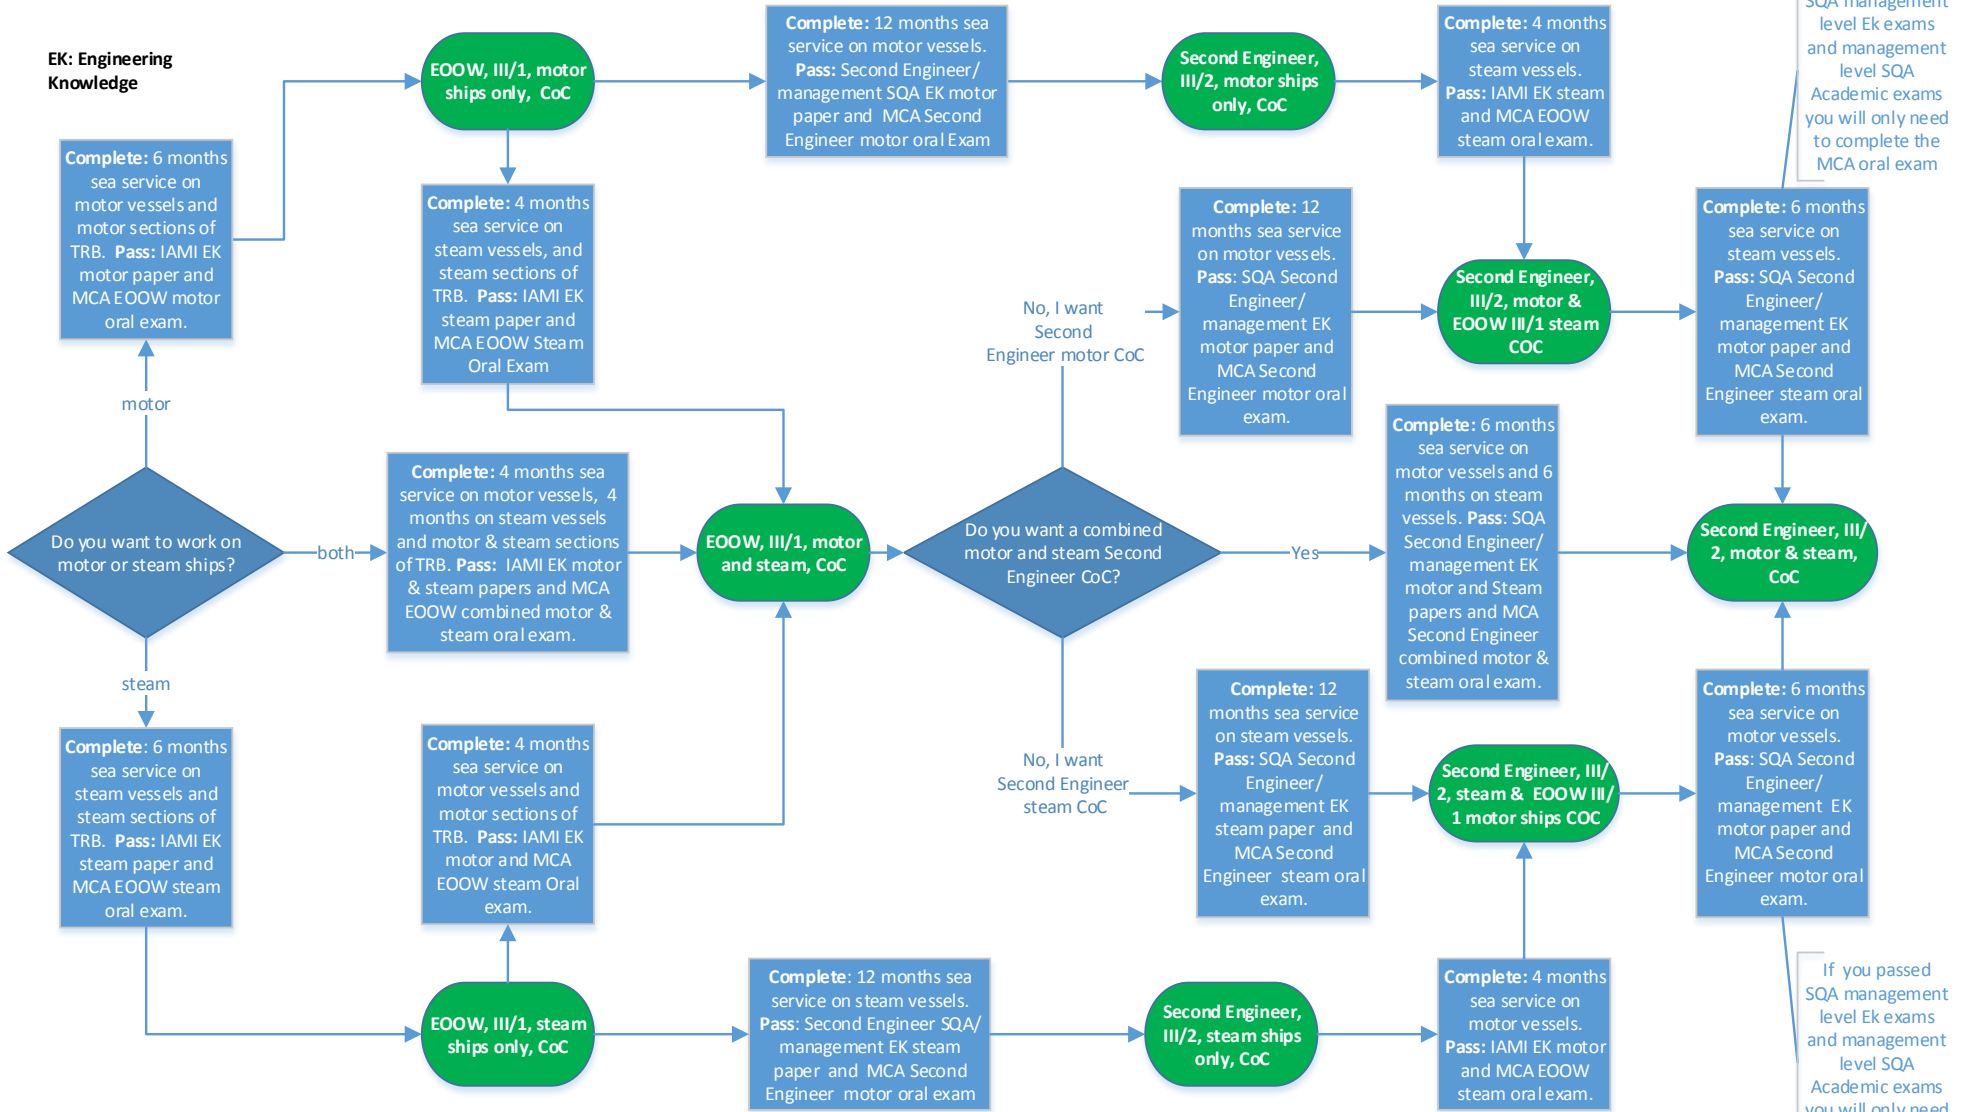 EK: Engineering
Knowledge
EOOW, III/1, motor
ships only,  CoC
Complete: 12 months sea
service on motor vessels.
Pass: Second Engineer/
management SQA EK motor
paper and  MCA Second
Engineer motor oral Exam
Second Engineer,
III/2, motor ships
only, CoC
Complete: 4 months
sea service on
steam vessels.
Pass: IAMI EK steam
and MCA EOOW
steam oral exam.
SQA management
level Ek exams
and management
level SQA
Academic exams
you will only need
to complete the
MCA oral exam
Complete: 6 months
sea service on
motor vessels and
motor sections of
TRB.  Pass: IAMI EK
motor paper and
MCA EOOW motor
oral exam.
Complete: 4 months
sea service on
steam vessels, and
steam sections of
TRB.  Pass: IAMI EK
steam paper and
MCA EOOW Steam
Oral Exam
No, I want
Second
Engineer motor CoC
Complete: 12
months sea service
on motor vessels.
Pass: SQA Second
Engineer/
management EK
motor paper and
MCA Second
Engineer motor oral
exam.
Second Engineer,
III/2, motor &
EOOW III/1 steam
COC
Complete: 6 months
sea service on
steam vessels.
Pass: SQA Second
Engineer/
management EK
motor paper and
MCA Second
Engineer steam oral
exam.
motor
Do you want to work on
motor or steam ships?
both
Complete: 4 months sea
service on motor vessels,  4
months on steam vessels
and motor & steam sections
of TRB. Pass:  IAMI EK motor
& steam papers and MCA
EOOW combined motor &
steam oral exam.
EOOW, III/1, motor
and steam, CoC
Do you want a combined
motor and steam Second
Engineer CoC?
Yes
Complete: 6 months
sea service on
motor vessels and 6
months on steam
vessels. Pass: SQA
Second Engineer/
management EK
motor and Steam
papers and MCA
Second Engineer
combined motor &
steam oral exam.
Second Engineer, III/
2, motor & steam,
CoC
steam
Complete: 6 months
sea service on
steam vessels and
steam sections of
TRB.  Pass: IAMI EK
steam paper and
MCA EOOW steam
oral exam.
Complete: 4 months
sea service on
motor vessels and
motor sections of
TRB.  Pass: IAMI EK
motor and MCA
EOOW steam Oral
exam.
No, I want
Second Engineer
steam CoC
Complete: 12
months sea service
on steam vessels.
Pass: SQA Second
Engineer/
management EK
steam paper  and
MCA Second
Engineer  steam oral
exam.
Second Engineer, III/
2, steam &  EOOW III/
1 motor ships COC
Complete: 6 months
sea service on
motor vessels.
Pass: SQA Second
Engineer/
management  EK
motor paper and
MCA Second
Engineer motor oral
exam.
EOOW, III/1, steam
ships only, CoC
Complete: 12 months sea
service on steam vessels.
Pass: Second Engineer SQA/
management EK steam
paper  and  MCA Second
Engineer  motor oral exam
Second Engineer,
III/2, steam ships
only, CoC
Complete: 4 months
sea service on
motor vessels.
Pass: IAMI EK motor
and MCA EOOW
steam oral exam.
If  you passed
SQA management
level Ek exams
and management
level SQA
Academic exams
you will only need